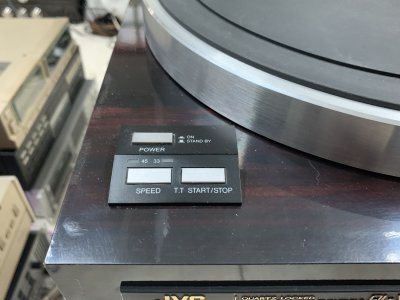 ON
STAND BY
POWER
45 33
SPEED T.T START/STOP
JVC QUARTZ LOCKED